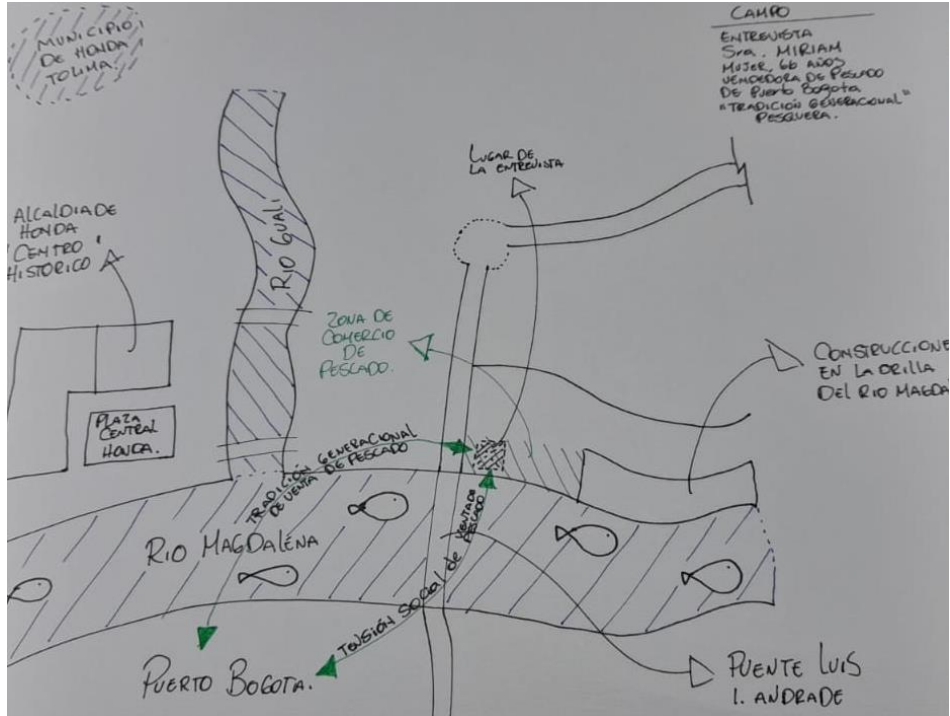 MUNICIPIO
DE HONDA
TOLIMA.
CAMPO
ENTREVISTA
Sra. MIRIAM
MUJER, 66 AÑOS
VENDEDORA DE PESCADO
DE Puerto Bogota
"TRADICIÓN GENERACIONAL"
PESQUERA.
LUGAR DE
LA ENTREVISTA
ALCALDIA DE
HONDA
"CENTRO
HISTORICO"
RIO GUALI
ZONA DE
COMERCIO
DE
PESCADO.
CONSTRUCCIONE
EN LA ORILLA
DEL RIO MAGDA
PLAZA
CENTRAL
HONDA.
TRADICIÓN GENERACIONAL
DE VENTA DE PESCADO
RIO MAGDALENA
TENSIÓN SOCIAL de VENTA DE
PESCADO
PUERTO BOGOTA.
PUENTE LUIS
I. ANDRADE